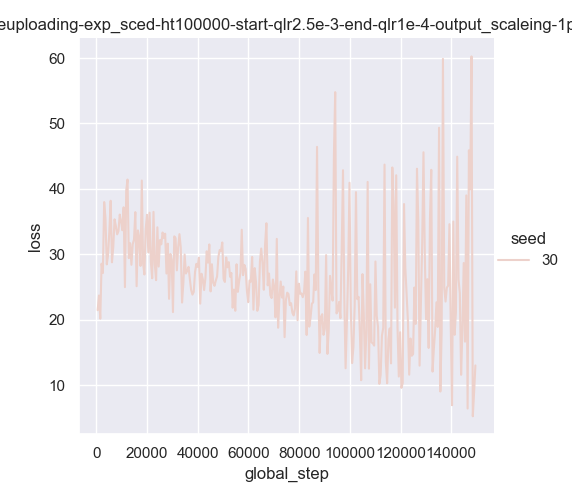 euploading-exp_sced-ht100000-start-qlr2.5e-3-end-qlr1e-4-output_scaleing-1p
60
50
40
30
20
10
loss
0 20000 40000 60000 80000 100000 120000 140000
global_step
seed
30